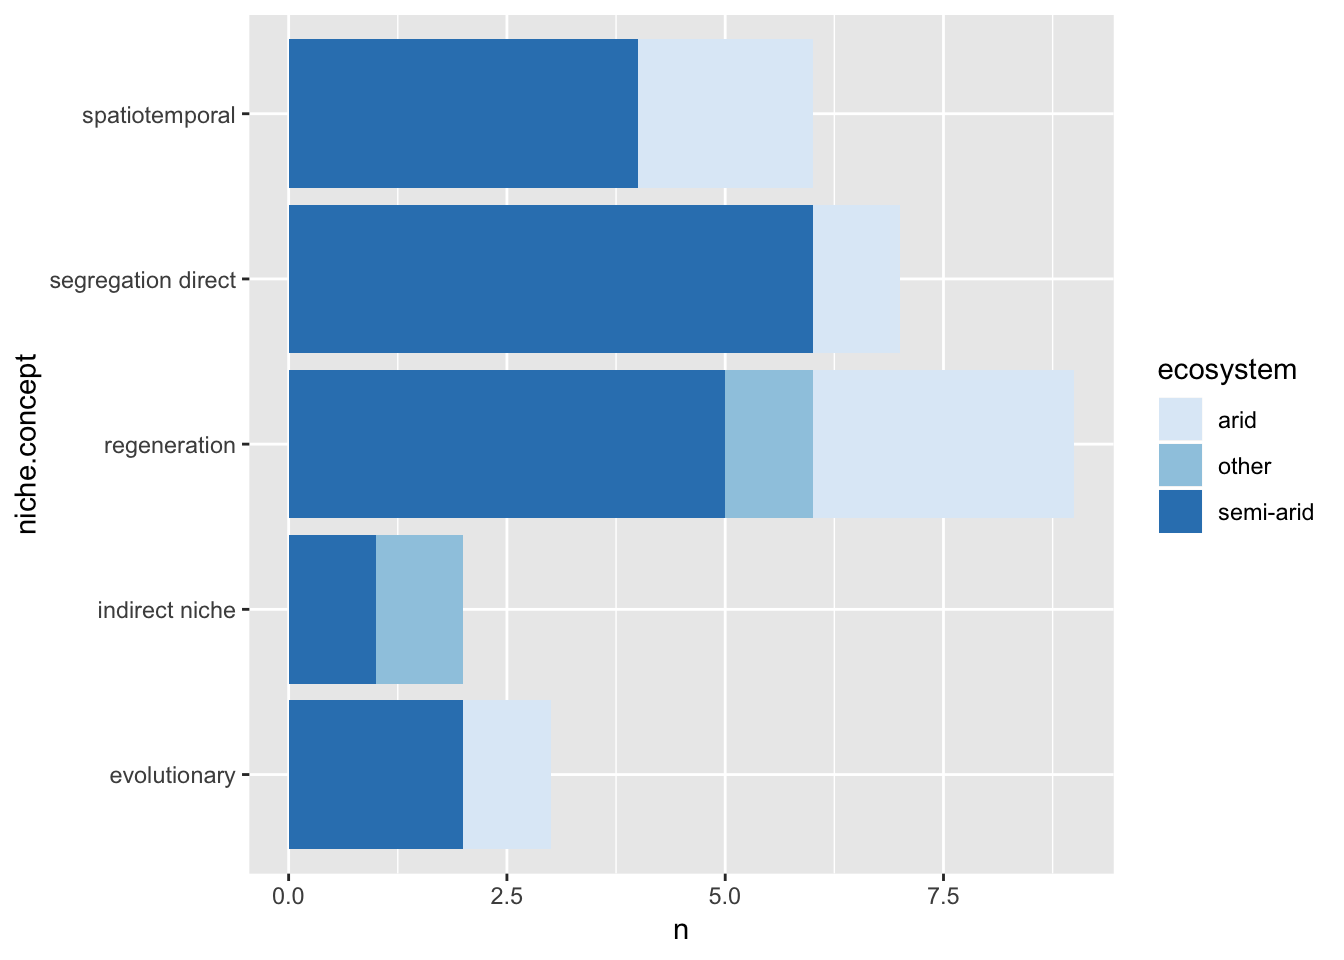 niche.concept
spatiotemporal
segregation direct
regeneration
indirect niche
evolutionary
0.0 2.5 5.0 7.5
n
ecosystem
arid
other
semi-arid